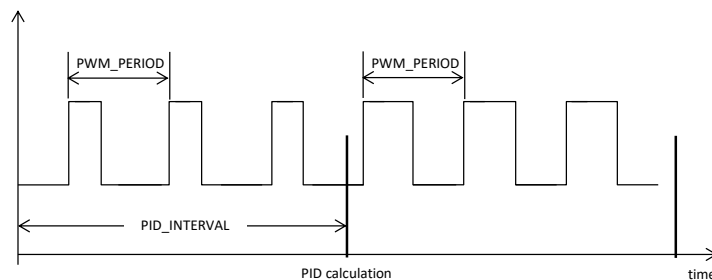 PWM_PERIOD
PWM_PERIOD
PID_INTERVAL
PID calculation
time